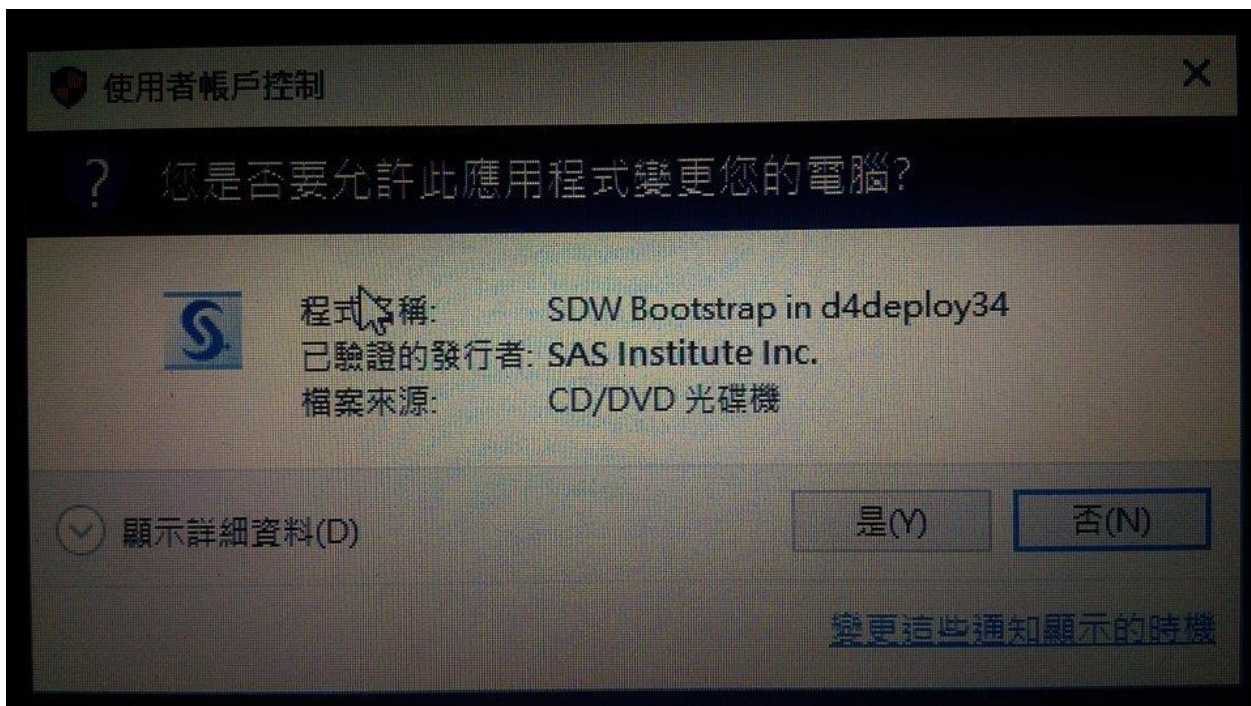 使用者帳戶控制
您是否要允許此應用程式變更您的電腦?
程式名稱: SDW Bootstrap in d4deploy34
已驗證的發行者: SAS Institute Inc.
檔案來源: CD/DVD 光碟機
顯示詳細資料(D) 是(Y) 否(N)
變更這些通知顯示的時機